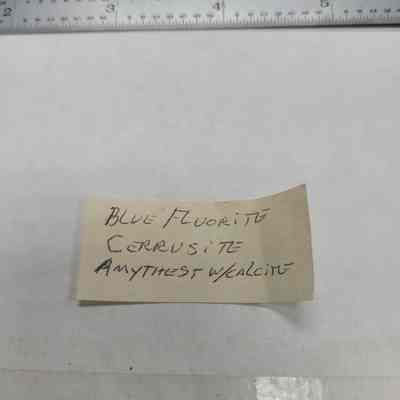 2 3 4 5
BLUE FLUORITE
CERRUSITE
AMYTHEST W/CALCITE